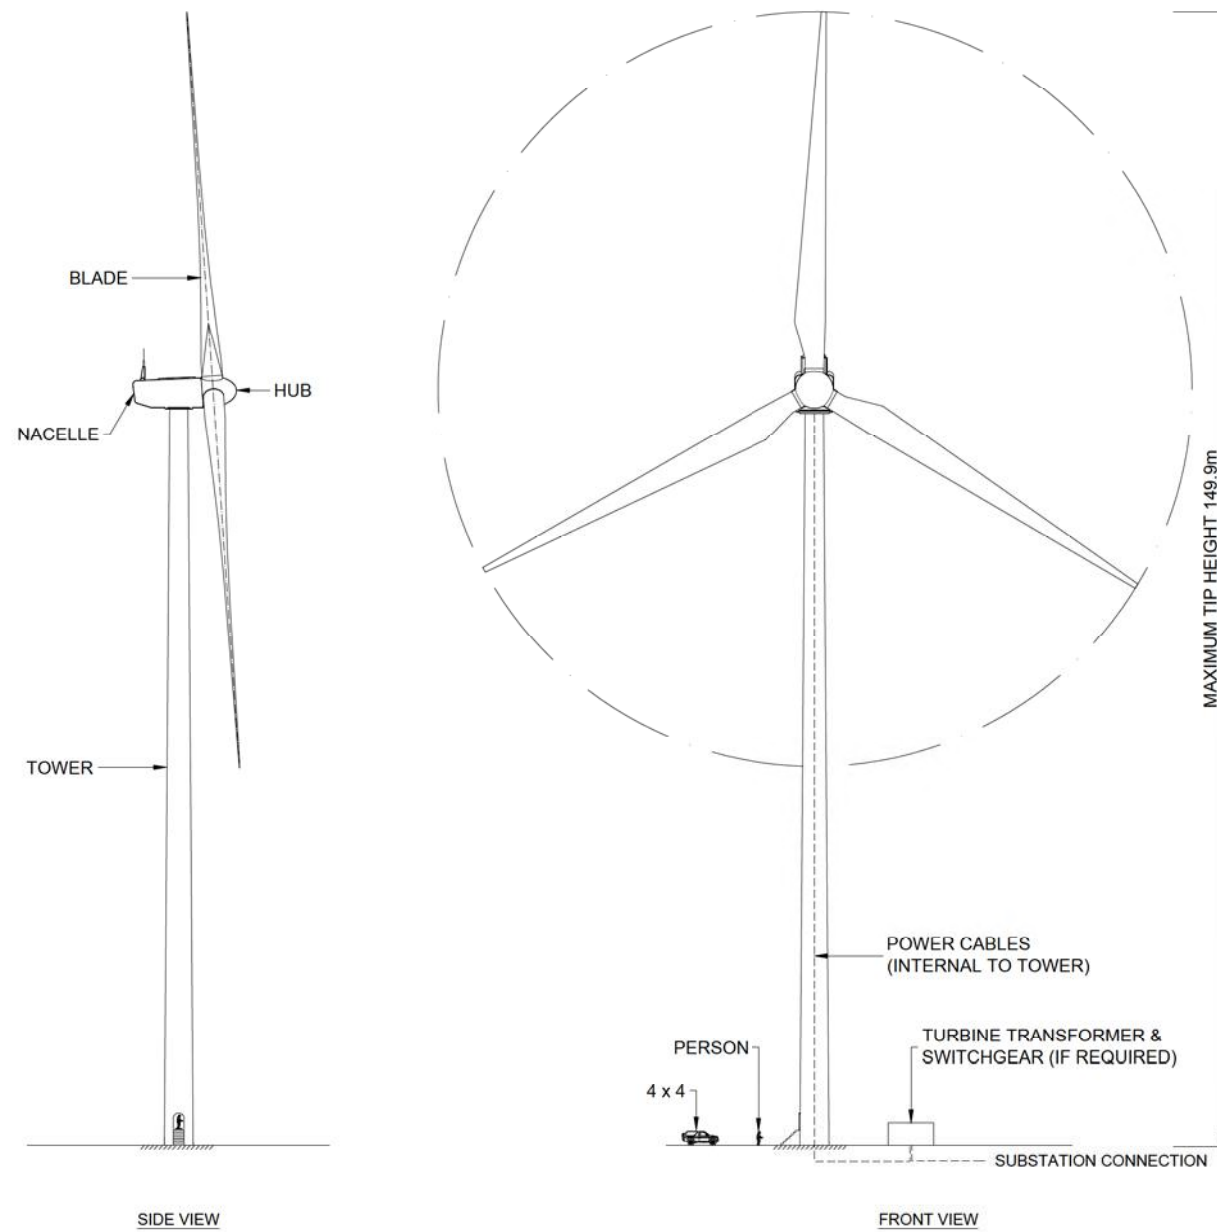 BLADE
HUB
NACELLE
TOWER
MAXIMUM TIP HEIGHT 149.9m
POWER CABLES
(INTERNAL TO TOWER)
TURBINE TRANSFORMER &
SWITCHGEAR (IF REQUIRED)
PERSON
4 x 4
SUBSTATION CONNECTION
SIDE VIEW
FRONT VIEW